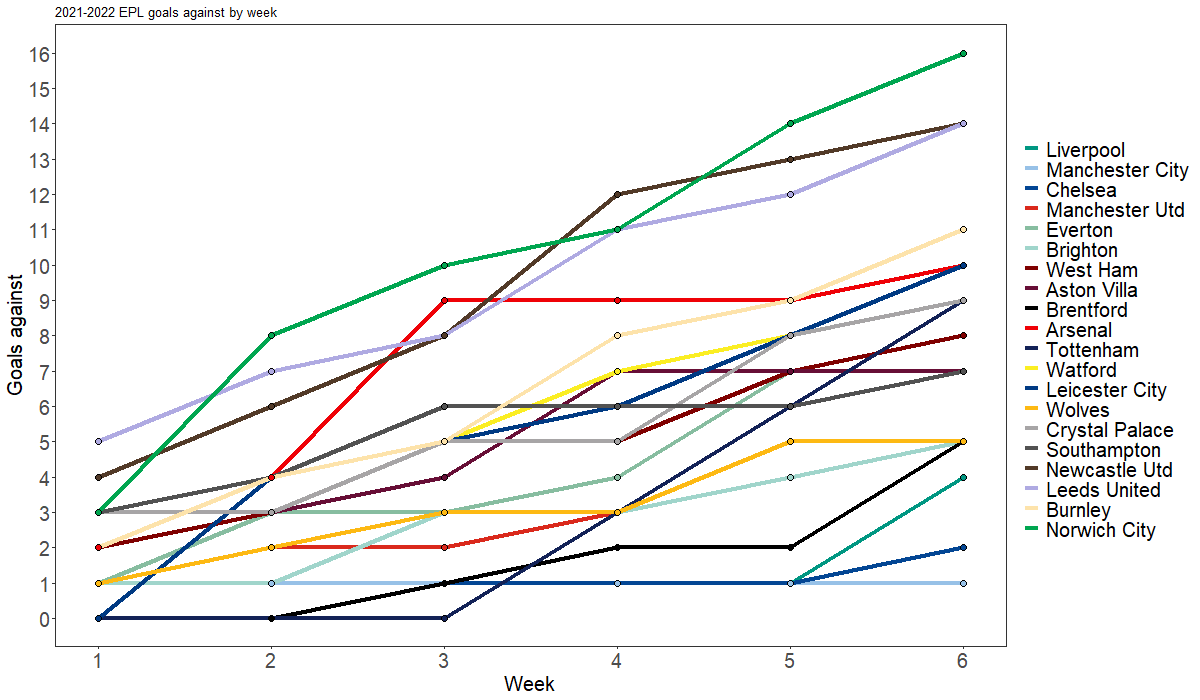 2021-2022 EPL goals against by week
Goals against
16
15
14
13
12
11
10
9
8
7
6
5
4
3
2
1
0
1 2 3 4 5 6
Week
Liverpool
Manchester City
Chelsea
Manchester Utd
Everton
Brighton
West Ham
Aston Villa
Brentford
Arsenal
Tottenham
Watford
Leicester City
Wolves
Crystal Palace
Southampton
Newcastle Utd
Leeds United
Burnley
Norwich City